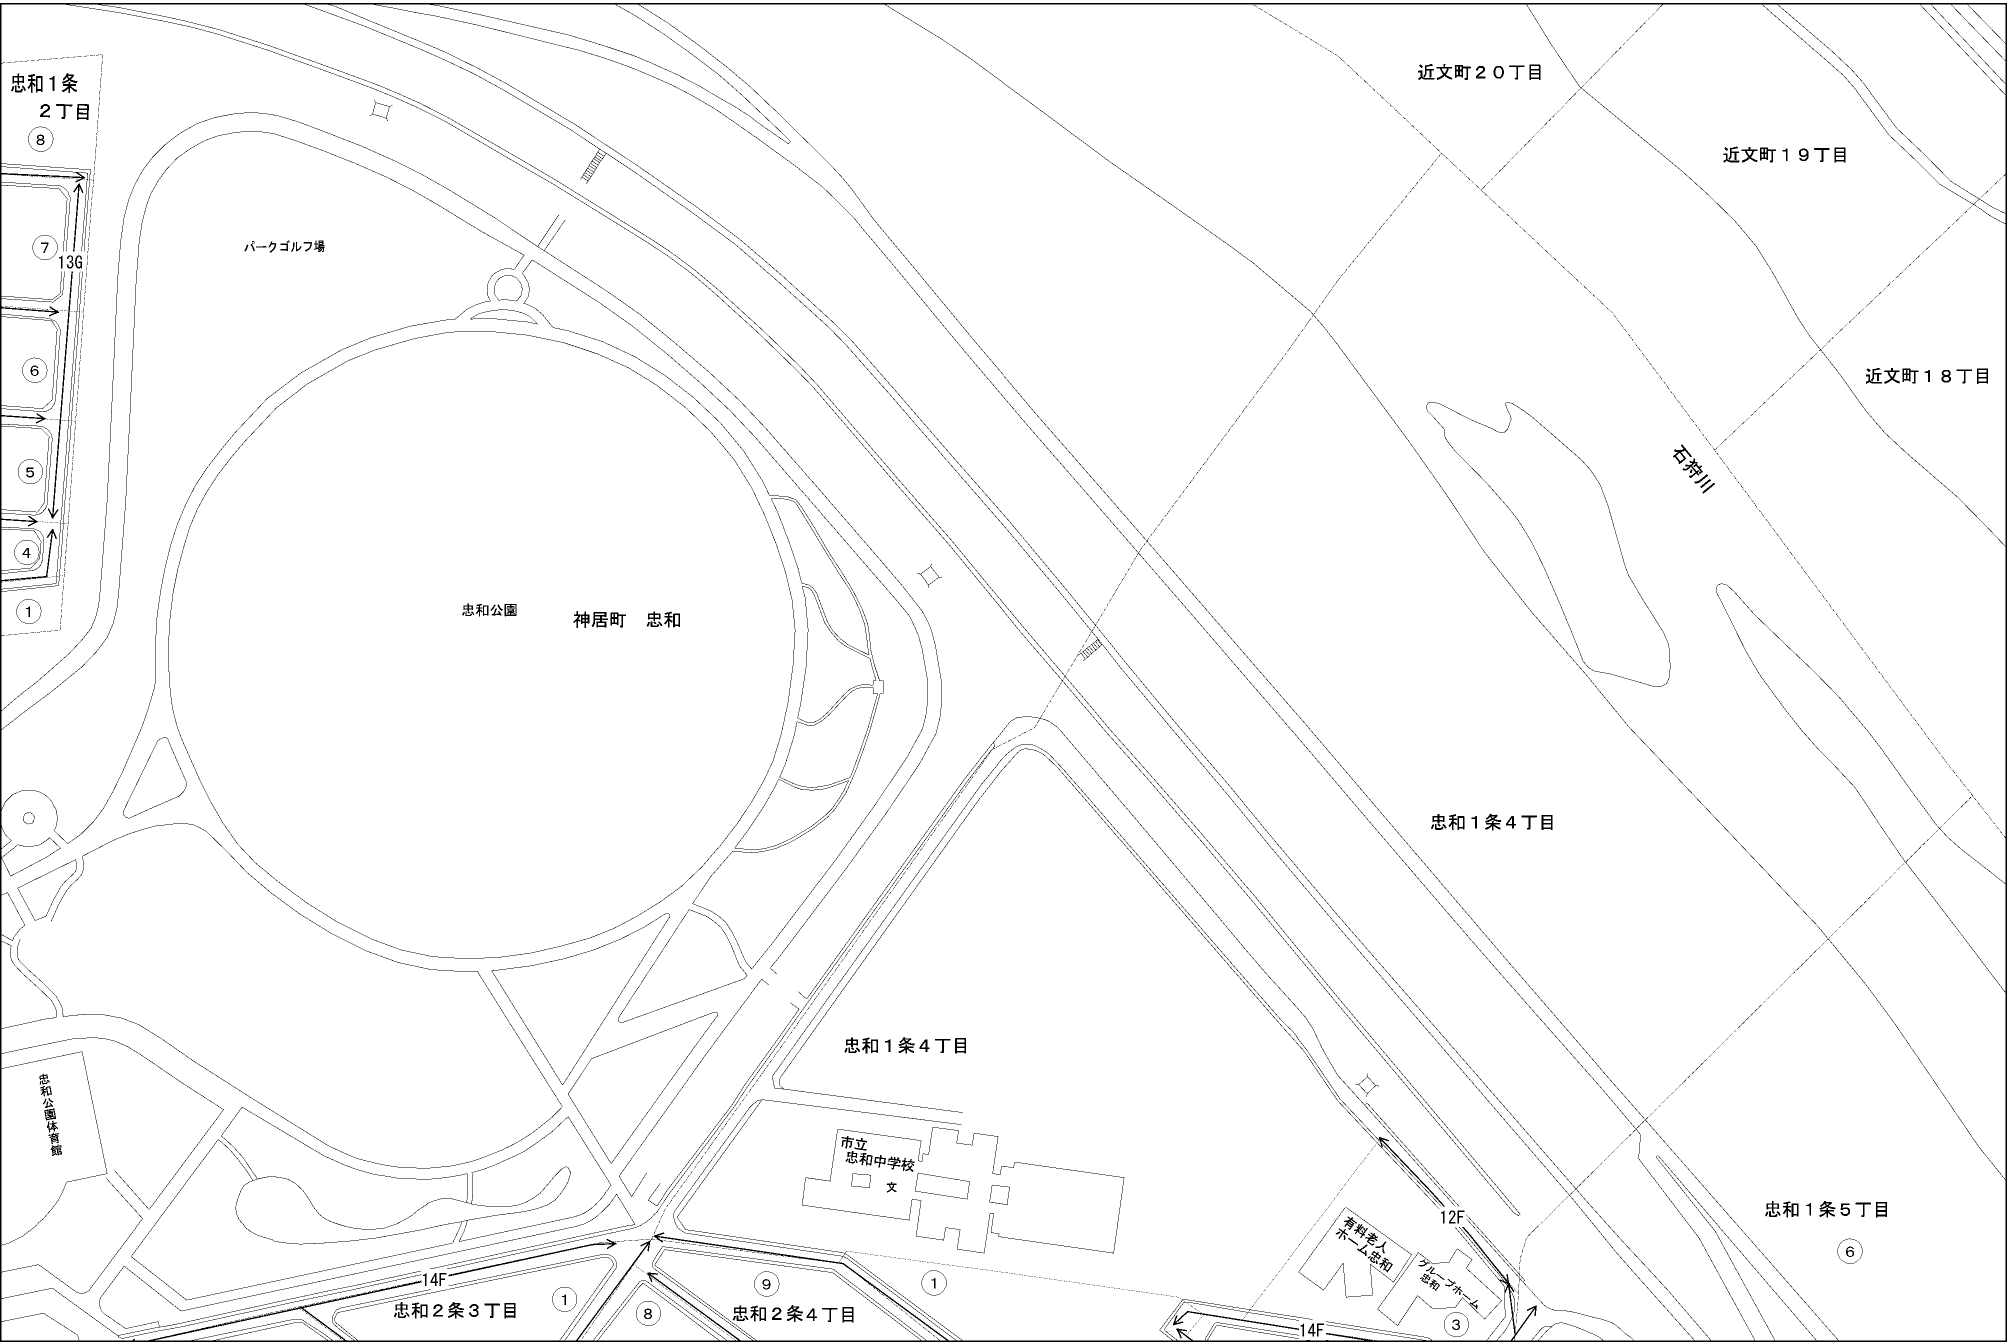 忠和１条
２丁目
8
近文町２０丁目
近文町１９丁目
7
13G
パークゴルフ場
6
近文町１８丁目
5
石狩川
4
1
忠和公園
神居町　忠和
忠和１条４丁目
忠和１条４丁目
忠和公園体育館
市立
忠和中学校
文
忠和１条５丁目
6
12F
有料老人
ホーム忠和
グループホーム
忠和
14F
1
忠和２条３丁目
9
8
忠和２条４丁目
1
14F
3